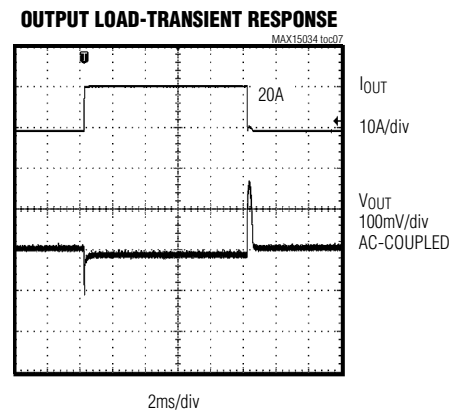 OUTPUT LOAD-TRANSIENT RESPONSE
MAX15034 toc07
T
20A
IOUT
10A/div
VOUT
100mV/div
AC-COUPLED
2ms/div